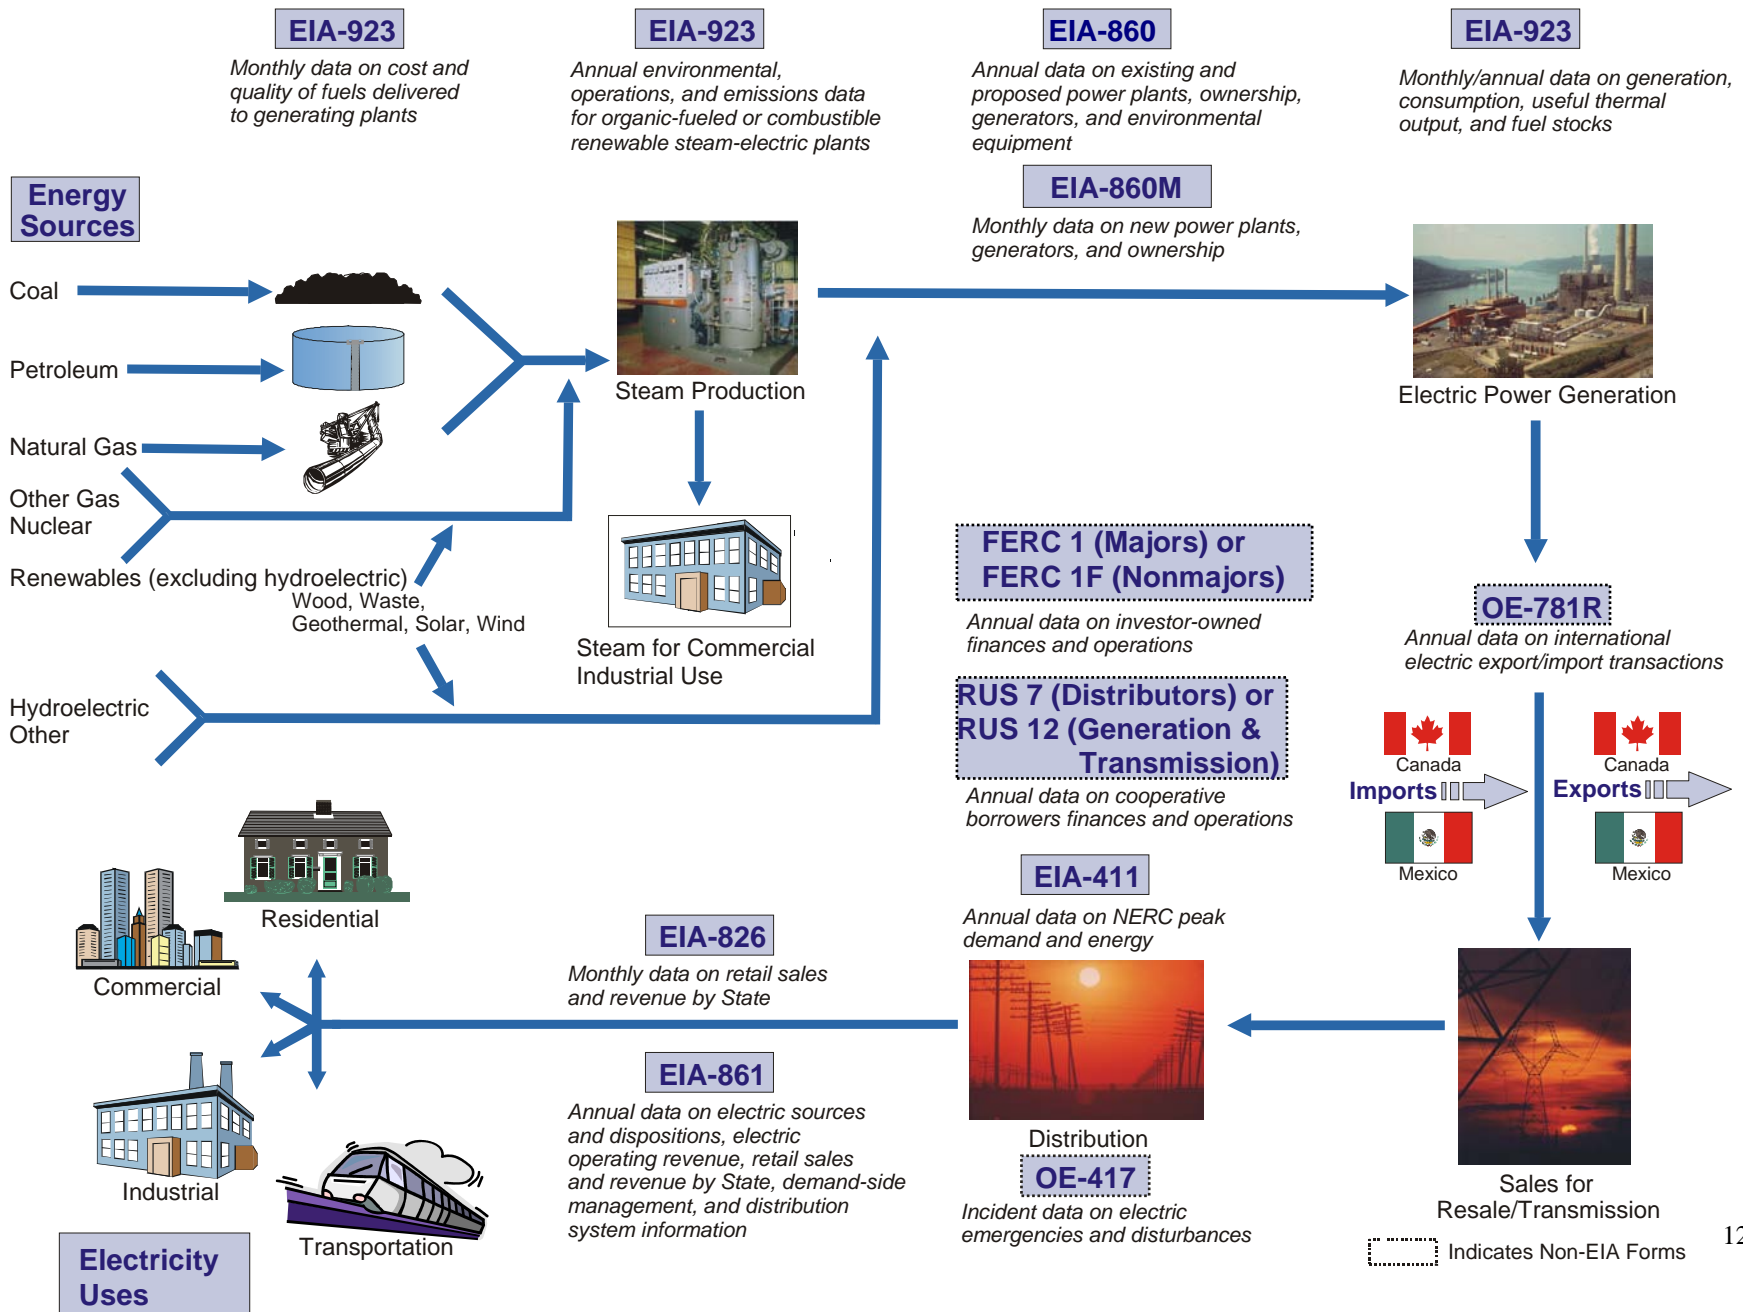 EIA-923
Monthly data on cost and
quality of fuels delivered
to generating plants
EIA-923
Annual environmental,
operations, and emissions data
for organic-fueled or combustible
renewable steam-electric plants
EIA-860
Annual data on existing and
proposed power plants, ownership,
generators, and environmental
equipment
EIA-860M
Monthly data on new power plants,
generators, and ownership
EIA-923
Monthly/annual data on generation,
consumption, useful thermal
output, and fuel stocks
Energy
Sources
Coal
Petroleum
Natural Gas
Other Gas
Nuclear
Renewables (excluding hydroelectric)
Wood, Waste,
Geothermal, Solar, Wind
Hydroelectric
Other
Steam Production
Steam for Commercial
Industrial Use
Electric Power Generation
FERC 1 (Majors) or
FERC 1F (Nonmajors)
Annual data on investor-owned
finances and operations
RUS 7 (Distributors) or
RUS 12 (Generation &
Transmission)
Annual data on cooperative
borrowers finances and operations
OE-781R
Annual data on international
electric export/import transactions
Canada
Imports
Mexico
Canada
Exports
Mexico
EIA-411
Annual data on NERC peak
demand and energy
Distribution
OE-417
Incident data on electric
emergencies and disturbances
Sales for
Resale/Transmission
Indicates Non-EIA Forms
EIA-826
Monthly data on retail sales
and revenue by State
EIA-861
Annual data on electric sources
and dispositions, electric
operating revenue, retail sales
and revenue by State, demand-side
management, and distribution
system information
Residential
Commercial
Industrial
Transportation
Electricity
Uses
12